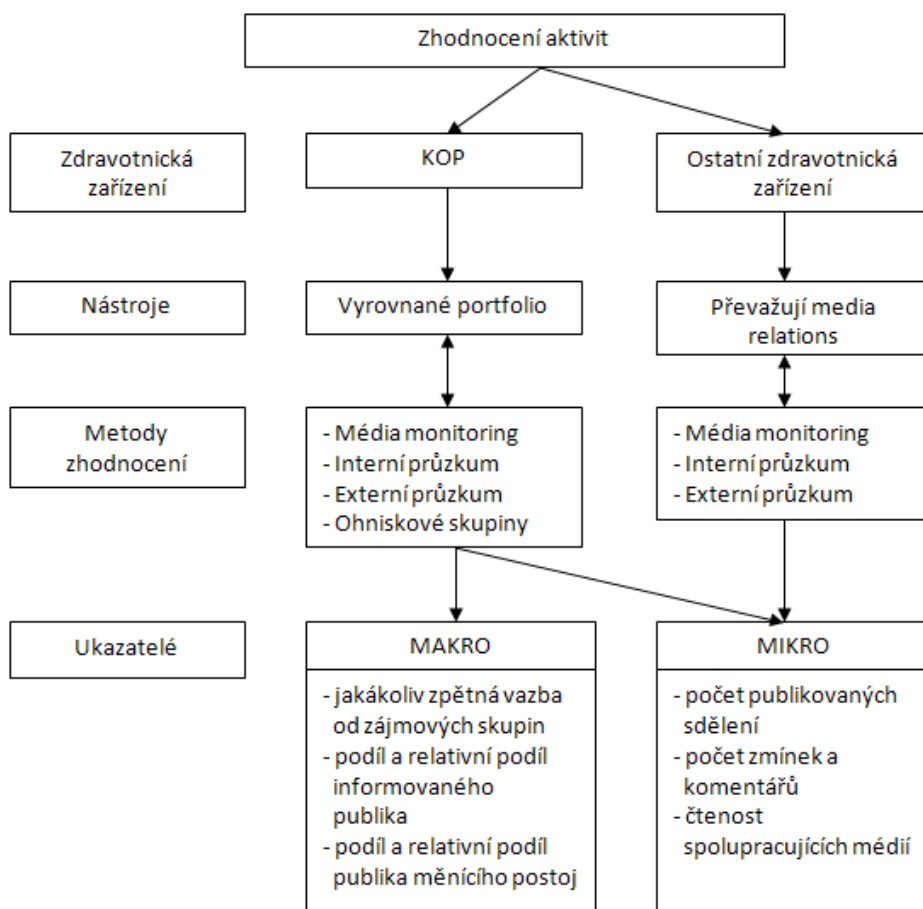 Zhodnocení aktivit
Zdravotnická
zařízení
KOP
Ostatní zdravotnická
zařízení
Nástroje
Vyrovnané portfolio
Převažují media
relations
Metody
zhodnocení
- Média monitoring
- Interní průzkum
- Externí průzkum
- Ohniskové skupiny
- Média monitoring
- Interní průzkum
- Externí průzkum
Ukazatelé
MAKRO
- jakákoliv zpětná vazba
od zájmových skupin
- podíl a relativní podíl
informovaného
publika
- podíl a relativní podíl
publika měnícího postoj
MIKRO
- počet publikovaných
sdělení
- počet zmínek a
komentářů
- čtenost
spolupracujících médií